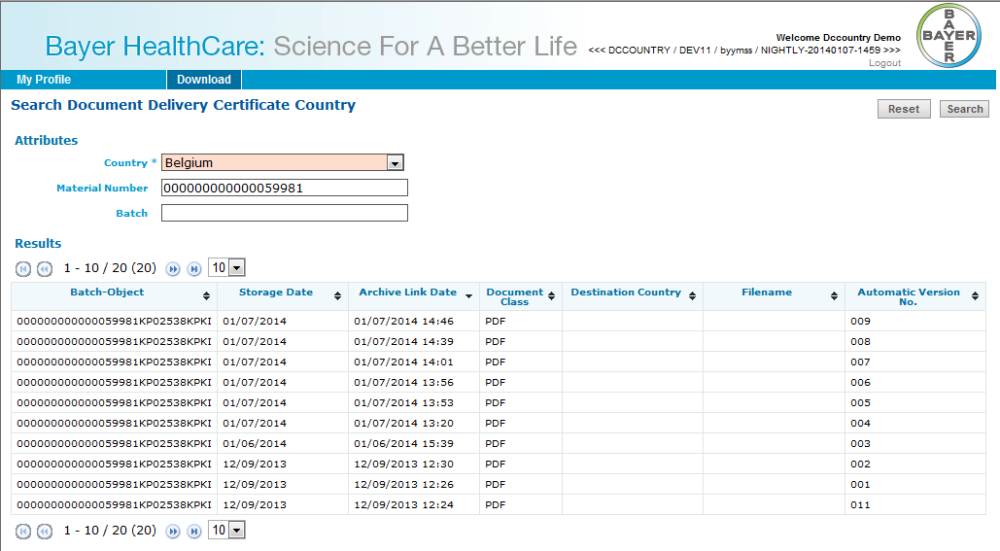 Bayer HealthCare: Science For A Better Life
Welcome Dccountry Demo
<<< DCCOUNTRY / DEV11 / byymss / NIGHTLY-20140107-1459 >>>
Logout
BAYER
BAYER
My Profile Download
Search Document Delivery Certificate Country
Reset Search
Attributes
Country * Belgium
Material Number 000000000000059981
Batch
Results
1 - 10 / 20 (20) 10
Batch-Object Storage Date Archive Link Date Document Class Destination Country Filename Automatic Version No.
000000000000059981KP02538KPKI 01/07/2014 01/07/2014 14:46 PDF 009
000000000000059981KP02538KPKI 01/07/2014 01/07/2014 14:39 PDF 008
000000000000059981KP02538KPKI 01/07/2014 01/07/2014 14:01 PDF 007
000000000000059981KP02538KPKI 01/07/2014 01/07/2014 13:56 PDF 006
000000000000059981KP02538KPKI 01/07/2014 01/07/2014 13:53 PDF 005
000000000000059981KP02538KPKI 01/07/2014 01/07/2014 13:20 PDF 004
000000000000059981KP02538KPKI 01/06/2014 01/06/2014 15:39 PDF 003
000000000000059981KP02538KPKI 12/09/2013 12/09/2013 12:30 PDF 002
000000000000059981KP02538KPKI 12/09/2013 12/09/2013 12:26 PDF 001
000000000000059981KP02538KPKI 12/09/2013 12/09/2013 12:24 PDF 011
1 - 10 / 20 (20) 10